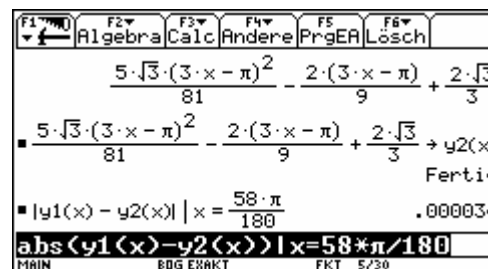 F1 F2 F3 F4 F5 F6
Algebra Calc Andere PrgEA Lösch
5·√3·(3·x − π)² / 81 − 2·(3·x − π) / 9 + 2·√3 / 3
▪ 5·√3·(3·x − π)² / 81 − 2·(3·x − π) / 9 + 2·√3 / 3 → y2(x
Ferti
▪ |y1(x) − y2(x)| | x = 58·π / 180 .00003
abs(y1(x)-y2(x))|x=58*π/180
MAIN BOG EXAKT FKT 5/30